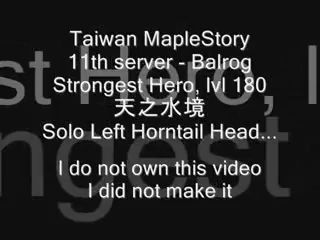 Taiwan MapleStory
11th server - Balrog
Strongest Hero, lvl 180
天之水境
Solo Left Horntail Head...
I do not own this video
I did not make it